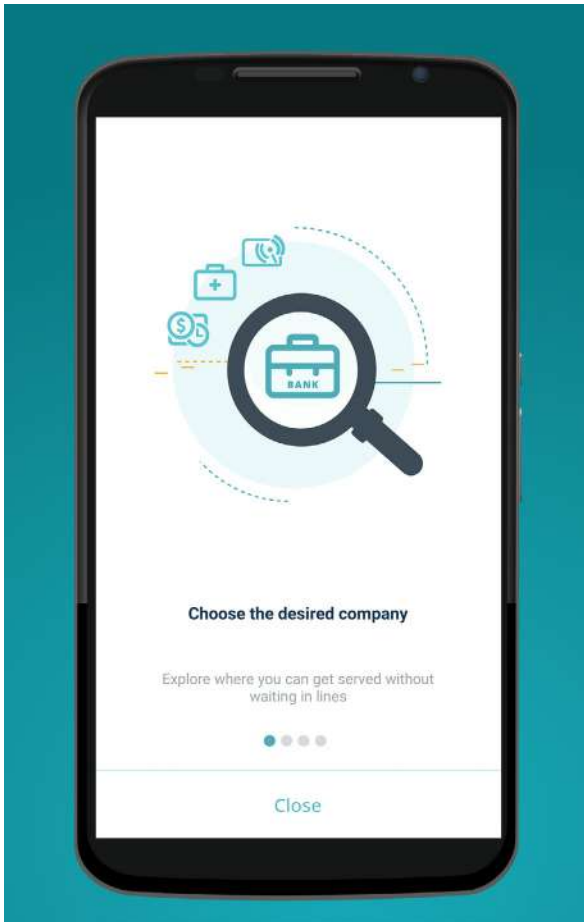 BANK
Choose the desired company
Explore where you can get served without
waiting in lines
Close